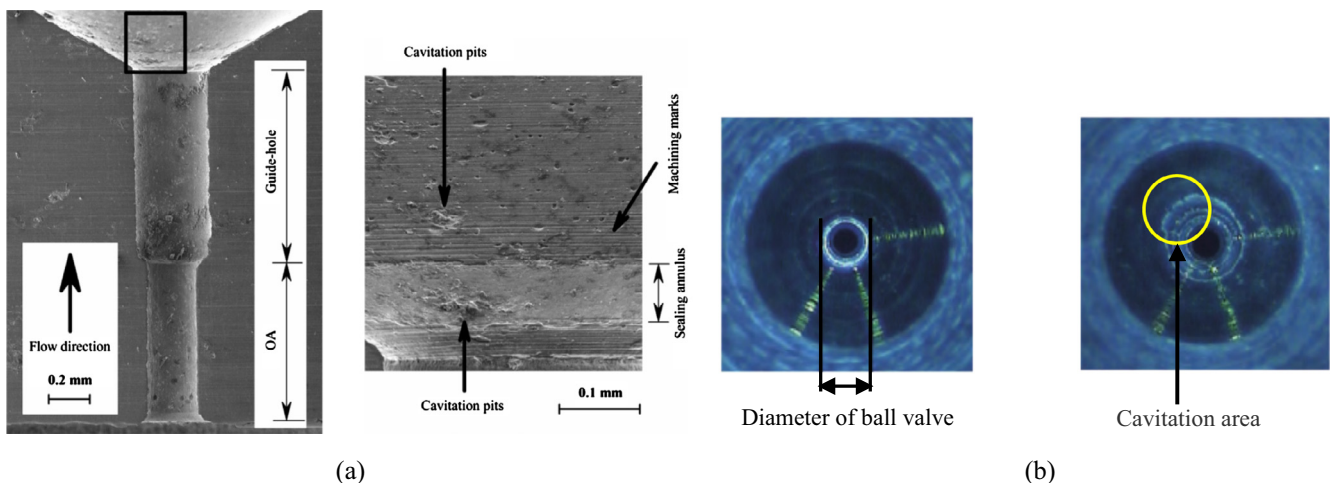 Guide-hole
OA
Flow direction
0.2 mm
Cavitation pits
Machining marks
Sealing annulus
Cavitation pits
0.1 mm
Diameter of ball valve
Cavitation area
(a)
(b)